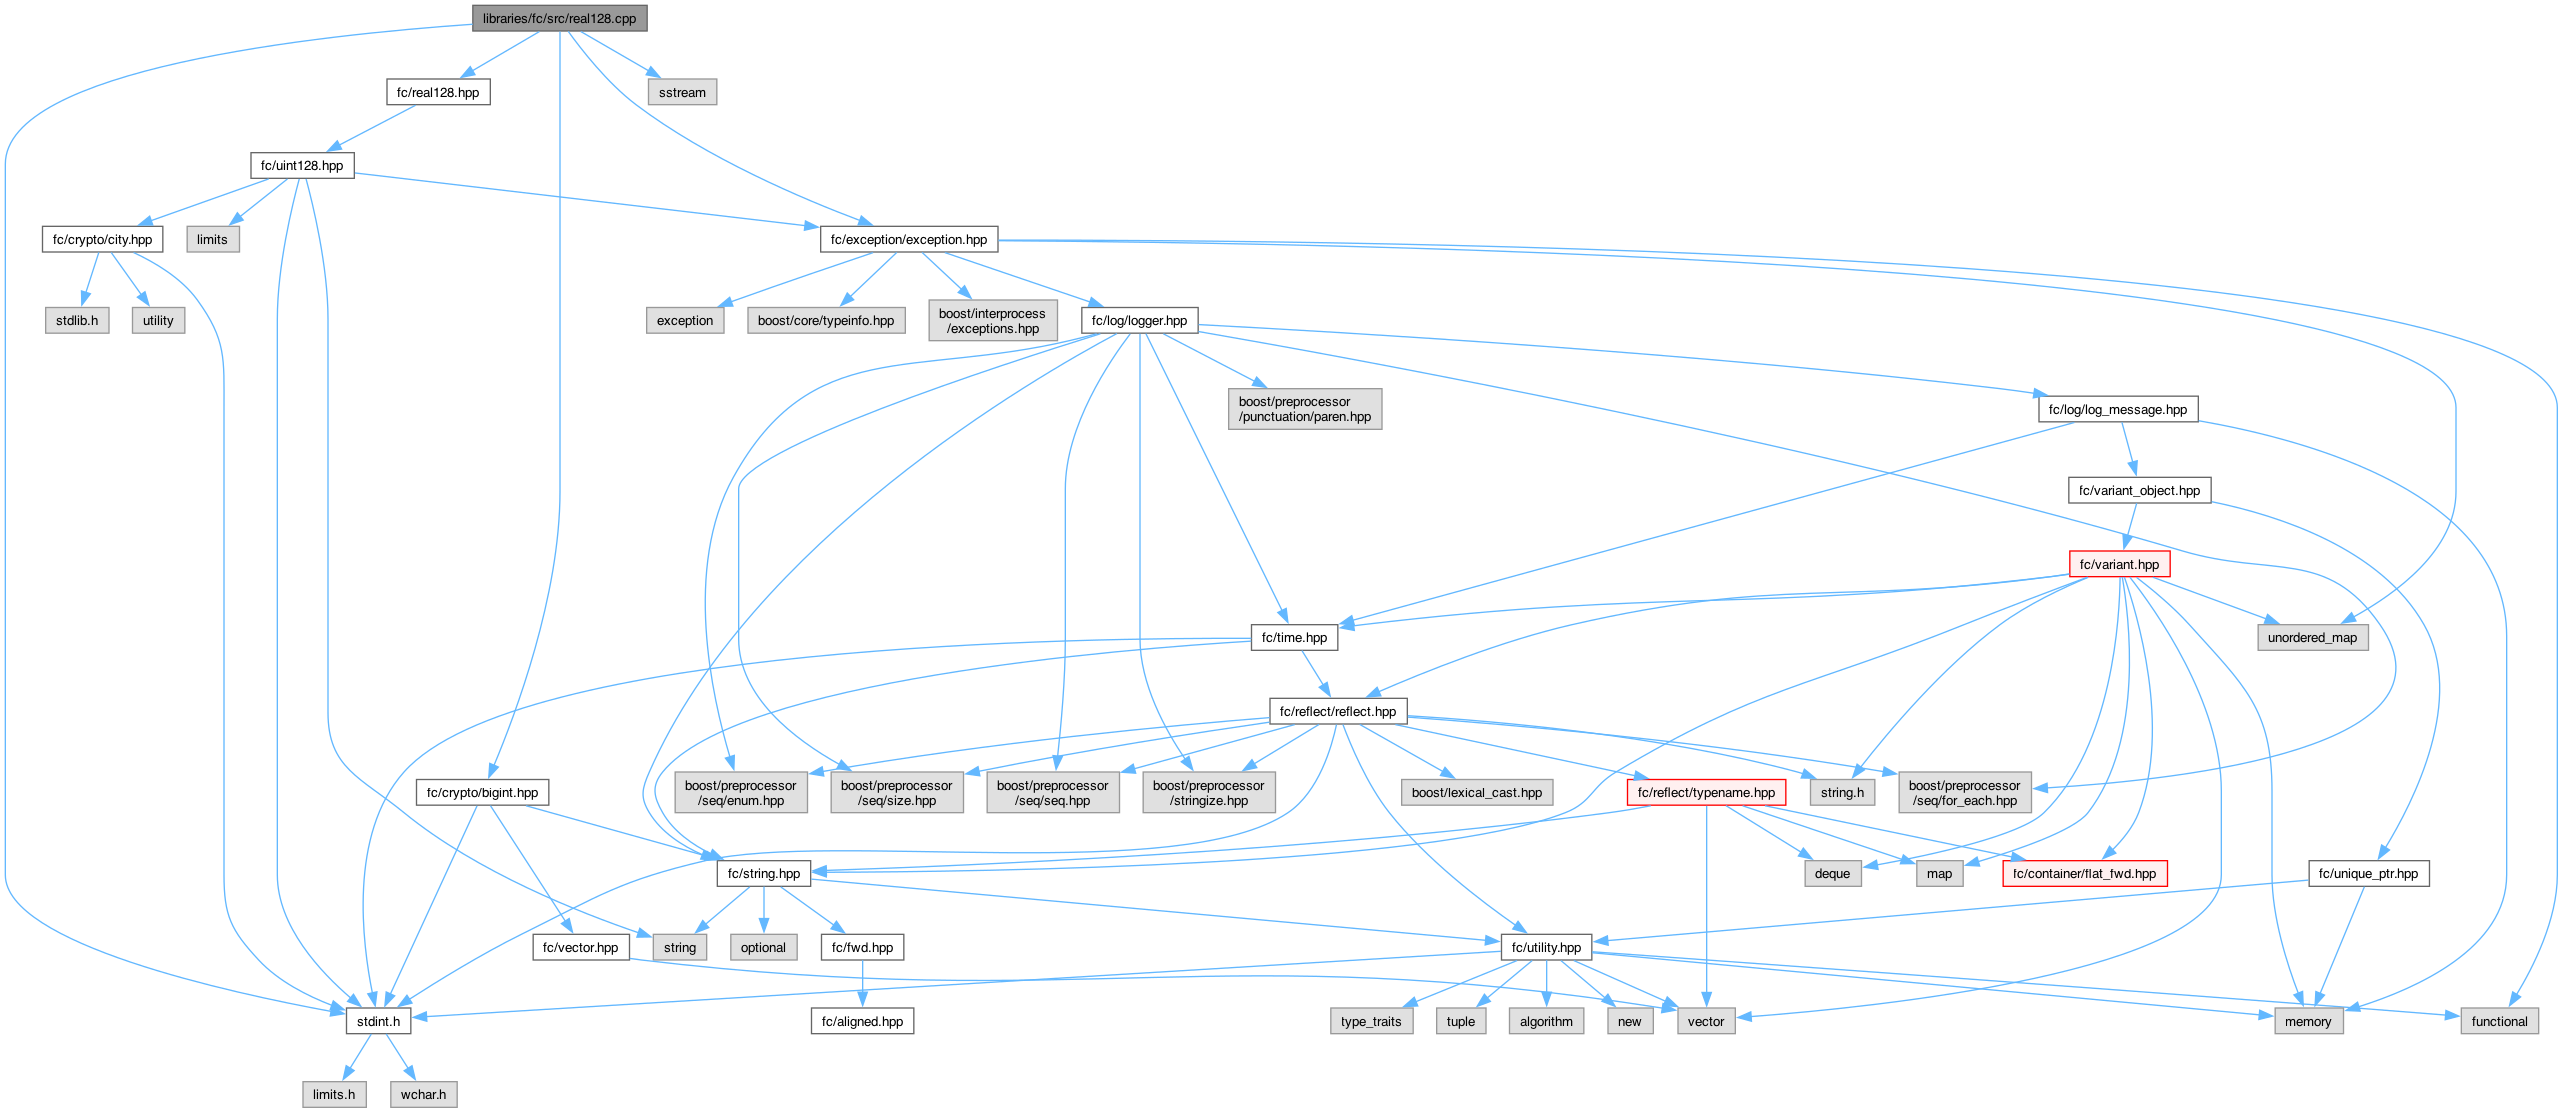 libraries/fc/src/real128.cpp
fc/real128.hpp
sstream
fc/uint128.hpp
fc/crypto/city.hpp
limits
fc/exception/exception.hpp
stdlib.h
utility
exception
boost/core/typeinfo.hpp
boost/interprocess
/exceptions.hpp
fc/log/logger.hpp
boost/preprocessor
/punctuation/paren.hpp
fc/log/log_message.hpp
fc/variant_object.hpp
fc/variant.hpp
fc/time.hpp
unordered_map
fc/reflect/reflect.hpp
fc/crypto/bigint.hpp
boost/preprocessor
/seq/enum.hpp
boost/preprocessor
/seq/size.hpp
boost/preprocessor
/seq/seq.hpp
boost/preprocessor
/stringize.hpp
boost/lexical_cast.hpp
fc/reflect/typename.hpp
string.h
boost/preprocessor
/seq/for_each.hpp
fc/string.hpp
deque
map
fc/container/flat_fwd.hpp
fc/unique_ptr.hpp
fc/vector.hpp
string
optional
fc/fwd.hpp
fc/utility.hpp
stdint.h
fc/aligned.hpp
type_traits
tuple
algorithm
new
vector
memory
functional
limits.h
wchar.h